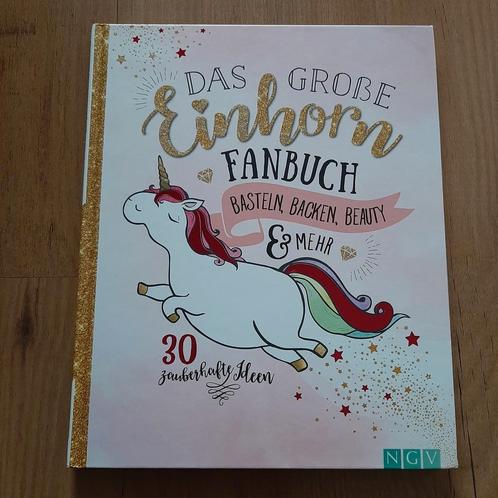 DAS GROßE
Einhorn
FANBUCH
BASTELN, BACKEN, BEAUTY
& MEHR
30
zauberhafte Ideen
NGV